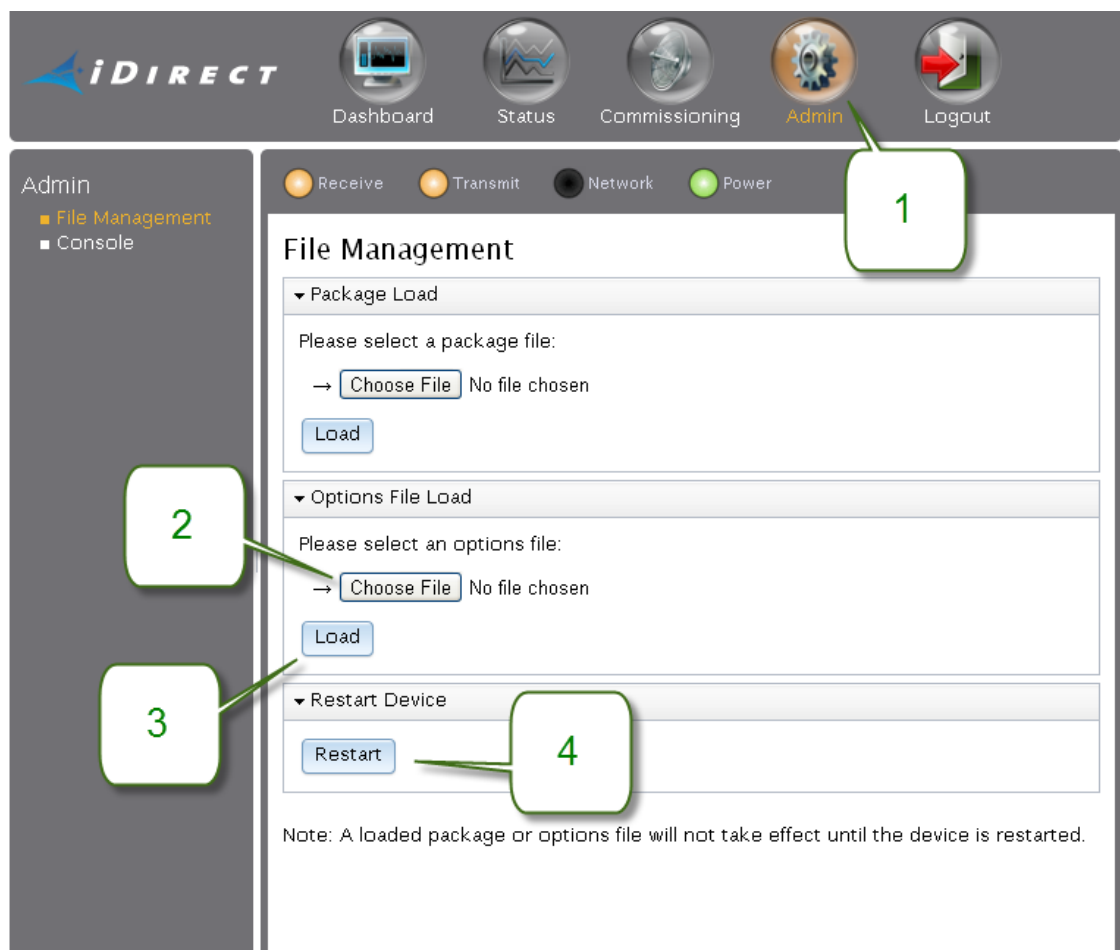 iDIRECT
Dashboard Status Commissioning Admin Logout
Admin
File Management
Console
Receive Transmit Network Power
1
File Management
Package Load
Please select a package file:
→ Choose File No file chosen
Load
Options File Load
2
Please select an options file:
→ Choose File No file chosen
Load
3
Restart Device
Restart
4
Note: A loaded package or options file will not take effect until the device is restarted.